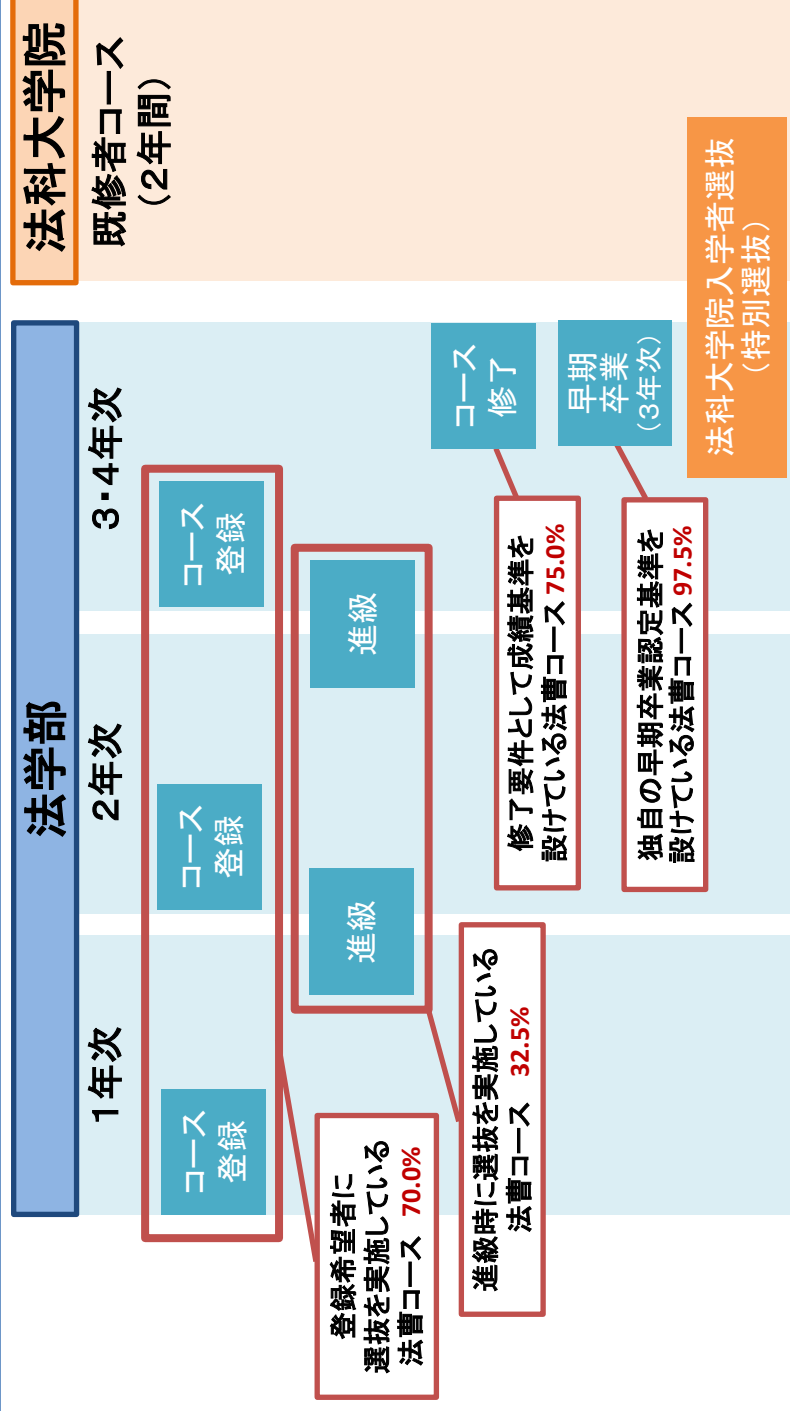 法学部
法科大学院
1年次
2年次
3・4年次
既修者コース
（2年間）
コース
登録
コース
登録
コース
登録
進級
進級
登録希望者に
選抜を実施している
法曹コース 70.0%
進級時に選抜を実施している
法曹コース 32.5%
修了要件として成績基準を
設けている法曹コース 75.0%
コース
修了
独自の早期卒業認定基準を
設けている法曹コース 97.5%
早期
卒業
（3年次）
法科大学院入学者選抜
（特別選抜）